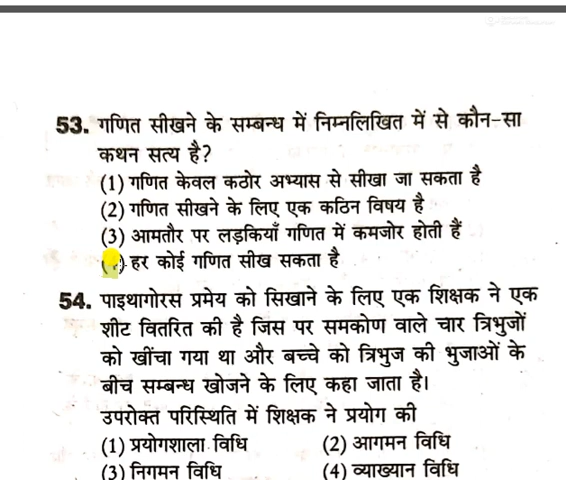 53. गणित सीखने के सम्बन्ध में निम्नलिखित में से कौन-सा
कथन सत्य है?
(1) गणित केवल कठोर अभ्यास से सीखा जा सकता है
(2) गणित सीखने के लिए एक कठिन विषय है
(3) आमतौर पर लड़कियाँ गणित में कमजोर होती हैं
हर कोई गणित सीख सकता है
54. पाइथागोरस प्रमेय को सिखाने के लिए एक शिक्षक ने एक
शीट वितरित की है जिस पर समकोण वाले चार त्रिभुजों
को खींचा गया था और बच्चे को त्रिभुज की भुजाओं के
बीच सम्बन्ध खोजने के लिए कहा जाता है।
उपरोक्त परिस्थिति में शिक्षक ने प्रयोग की
(1) प्रयोगशाला विधि (2) आगमन विधि
(3) निगमन विधि (4) व्याख्यान विधि